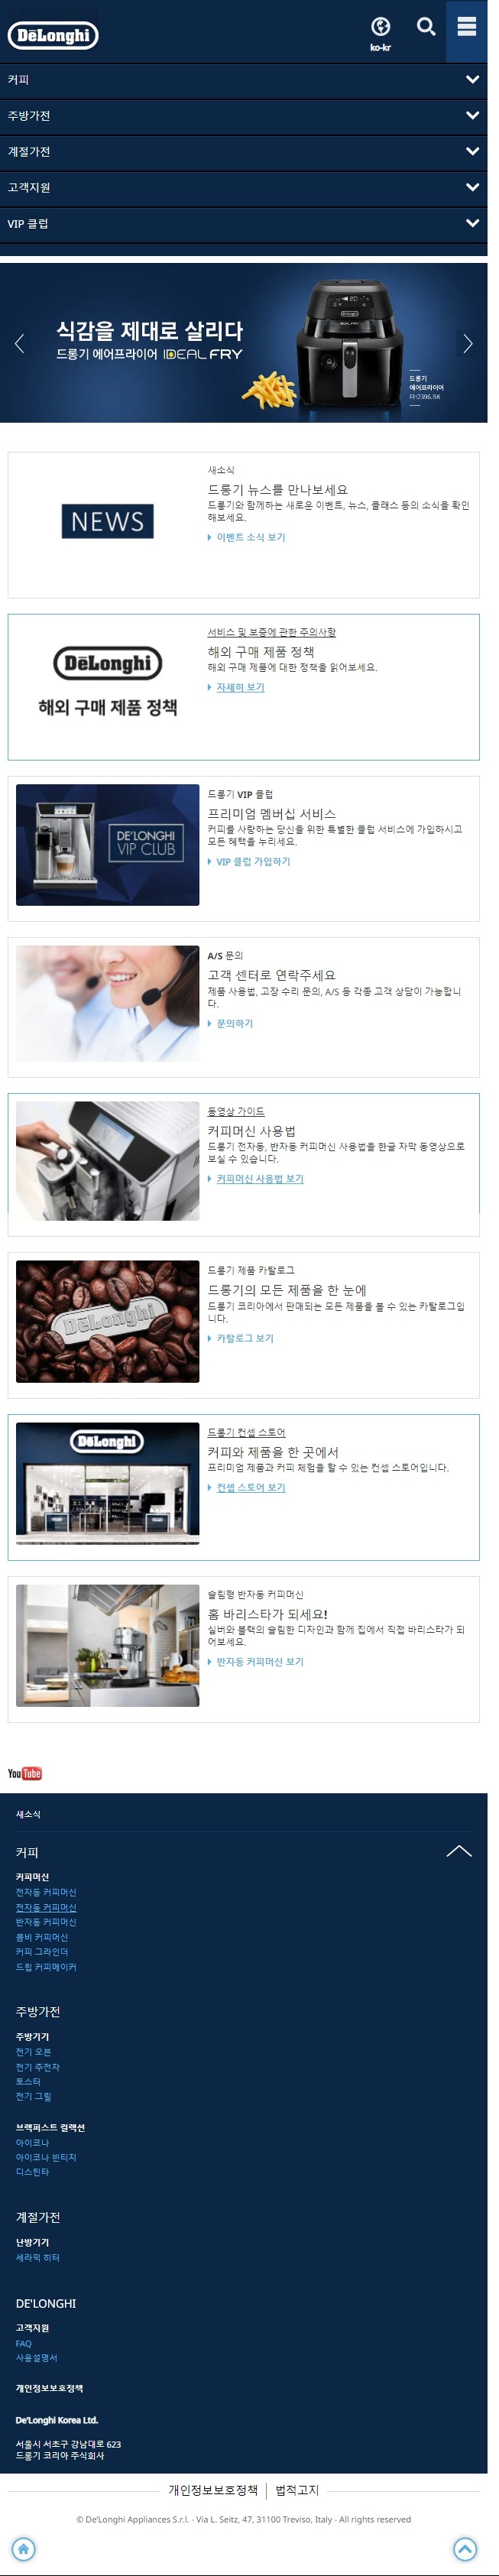 DeLonghi
ko-kr
커피
주방가전
계절가전
고객지원
VIP 클럽
식감을 제대로 살리다
드롱기 에어프라이어 IDEAL FRY
드롱기
에어프라이어
FH2396.BK
새소식
드롱기 뉴스를 만나보세요
NEWS
드롱기와 함께하는 새로운 이벤트, 뉴스, 클래스 등의 소식을 확인
해보세요.
이벤트 소식 보기
서비스 및 보증에 관한 주의사항
DeLonghi
해외 구매 제품 정책
해외 구매 제품에 대한 정책을 읽어보세요.
해외 구매 제품 정책
자세히 보기
드롱기 VIP 클럽
프리미엄 멤버십 서비스
DE'LONGHI
VIP CLUB
커피를 사랑하는 당신을 위한 특별한 클럽 서비스에 가입하시고
모든 혜택을 누리세요.
VIP 클럽 가입하기
A/S 문의
고객 센터로 연락주세요
제품 사용법, 고장 수리 문의, A/S 등 각종 고객 상담이 가능합니
다.
문의하기
동영상 가이드
커피머신 사용법
드롱기 전자동, 반자동 커피머신 사용법을 한글 자막 동영상으로
보실 수 있습니다.
커피머신 사용법 보기
드롱기 제품 카탈로그
드롱기의 모든 제품을 한 눈에
DeLonghi
드롱기 코리아에서 판매되는 모든 제품을 볼 수 있는 카탈로그입
니다.
카탈로그 보기
드롱기 컨셉 스토어
DeLonghi
커피와 제품을 한 곳에서
프리미엄 제품과 커피 체험을 할 수 있는 컨셉 스토어입니다.
컨셉 스토어 보기
슬림형 반자동 커피머신
홈 바리스타가 되세요!
실버와 블랙의 슬림한 디자인과 함께 집에서 직접 바리스타가 되
어보세요.
반자동 커피머신 보기
YouTube
새소식
커피
커피머신
전자동 커피머신
전자동 커피머신
반자동 커피머신
콤비 커피머신
커피 그라인더
드립 커피메이커
주방가전
주방기기
전기 오븐
전기 주전자
토스터
전기 그릴
브랙퍼스트 컬렉션
아이코나
아이코나 빈티지
디스틴타
계절가전
난방기기
세라믹 히터
DE'LONGHI
고객지원
FAQ
사용설명서
개인정보보호정책
De'Longhi Korea Ltd.
서울시 서초구 강남대로 623
드롱기 코리아 주식회사
개인정보보호정책 | 법적고지
© De'Longhi Appliances S.r.l. - Via L. Seitz, 47, 31100 Treviso, Italy - All rights reserved